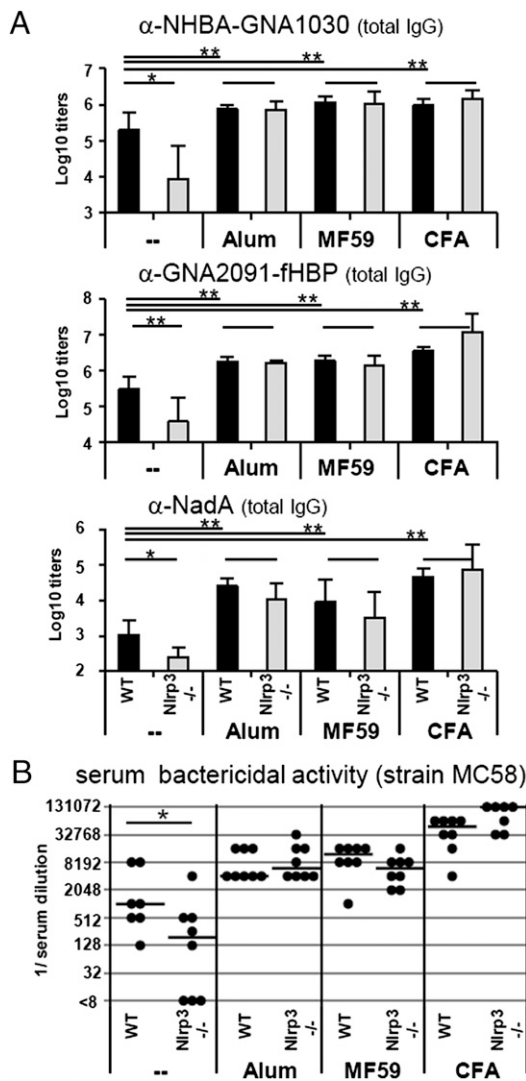 A
α-NHBA-GNA1030 (total IgG)
** ** **
*
Log10 titers
7
6
5
4
3
-- Alum MF59 CFA
α-GNA2091-fHBP (total IgG)
** ** **
**
Log10 titers
8
7
6
5
4
-- Alum MF59 CFA
α-NadA (total IgG)
** ** **
*
Log10 titers
6
5
4
3
2
WT Nlrp3 -/- WT Nlrp3 -/- WT Nlrp3 -/- WT Nlrp3 -/-
-- Alum MF59 CFA
B serum bactericidal activity (strain MC58)
*
1/ serum dilution
131072
32768
8192
2048
512
128
32
<8
WT Nlrp3 -/- WT Nlrp3 -/- WT Nlrp3 -/- WT Nlrp3 -/-
-- Alum MF59 CFA